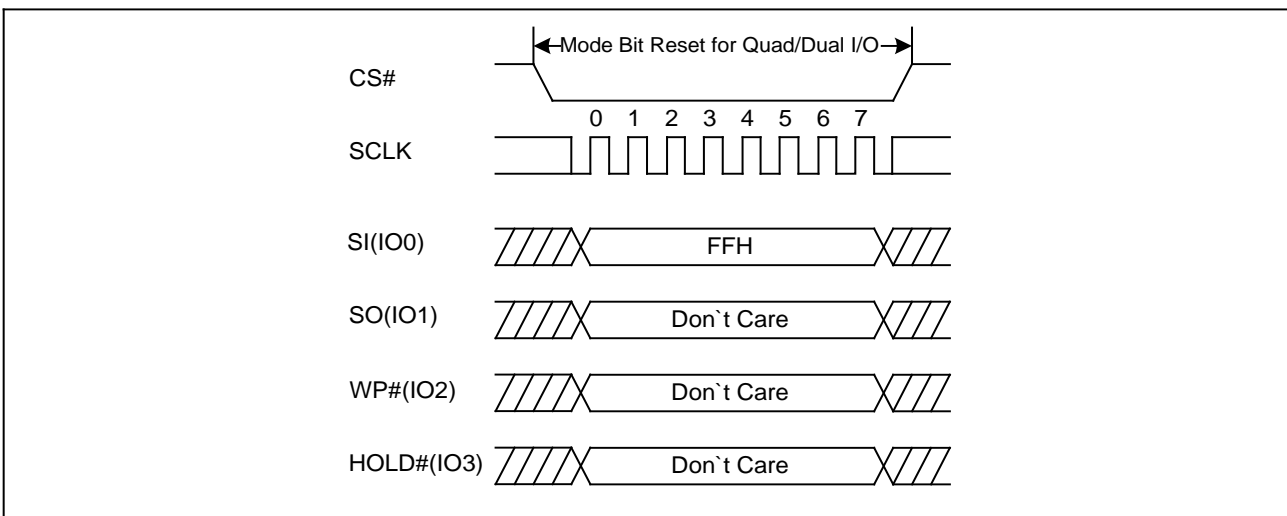 Mode Bit Reset for Quad/Dual I/O
CS#
0 1 2 3 4 5 6 7
SCLK
SI(IO0) FFH
SO(IO1) Don`t Care
WP#(IO2) Don`t Care
HOLD#(IO3) Don`t Care